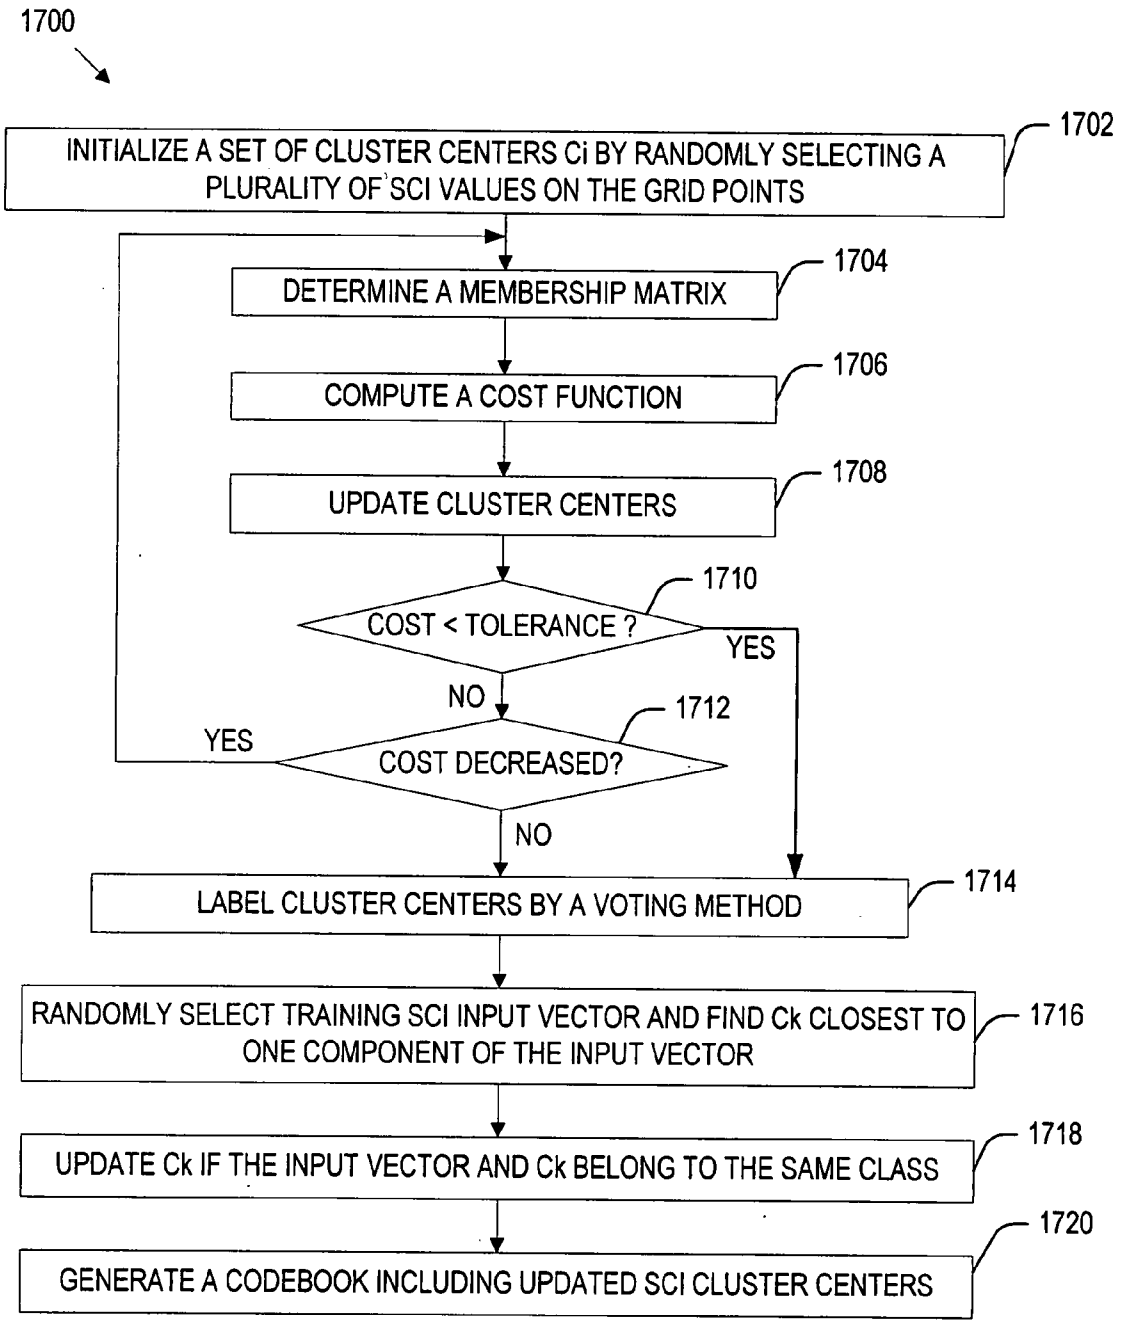 1700
1702
INITIALIZE A SET OF CLUSTER CENTERS Ci BY RANDOMLY SELECTING A
PLURALITY OF SCI VALUES ON THE GRID POINTS
1704
DETERMINE A MEMBERSHIP MATRIX
1706
COMPUTE A COST FUNCTION
1708
UPDATE CLUSTER CENTERS
1710
COST < TOLERANCE ?
YES
NO
1712
YES
COST DECREASED?
NO
1714
LABEL CLUSTER CENTERS BY A VOTING METHOD
1716
RANDOMLY SELECT TRAINING SCI INPUT VECTOR AND FIND Ck CLOSEST TO
ONE COMPONENT OF THE INPUT VECTOR
1718
UPDATE Ck IF THE INPUT VECTOR AND Ck BELONG TO THE SAME CLASS
1720
GENERATE A CODEBOOK INCLUDING UPDATED SCI CLUSTER CENTERS